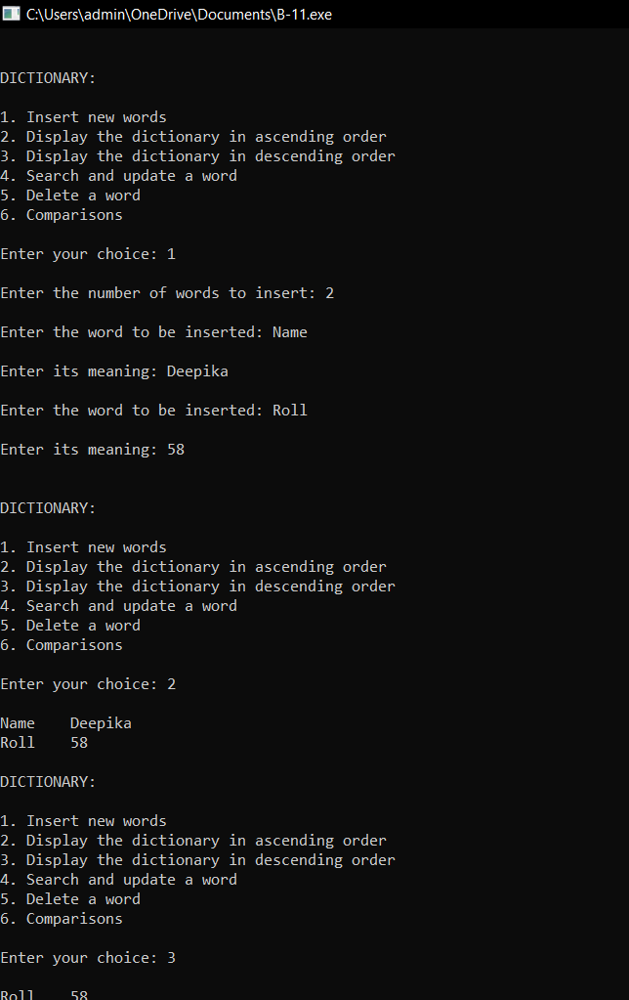 C:\Users\admin\OneDrive\Documents\B-11.exe
DICTIONARY:
1. Insert new words
2. Display the dictionary in ascending order
3. Display the dictionary in descending order
4. Search and update a word
5. Delete a word
6. Comparisons
Enter your choice: 1
Enter the number of words to insert: 2
Enter the word to be inserted: Name
Enter its meaning: Deepika
Enter the word to be inserted: Roll
Enter its meaning: 58
DICTIONARY:
1. Insert new words
2. Display the dictionary in ascending order
3. Display the dictionary in descending order
4. Search and update a word
5. Delete a word
6. Comparisons
Enter your choice: 2
Name    Deepika
Roll    58
DICTIONARY:
1. Insert new words
2. Display the dictionary in ascending order
3. Display the dictionary in descending order
4. Search and update a word
5. Delete a word
6. Comparisons
Enter your choice: 3
Roll    58